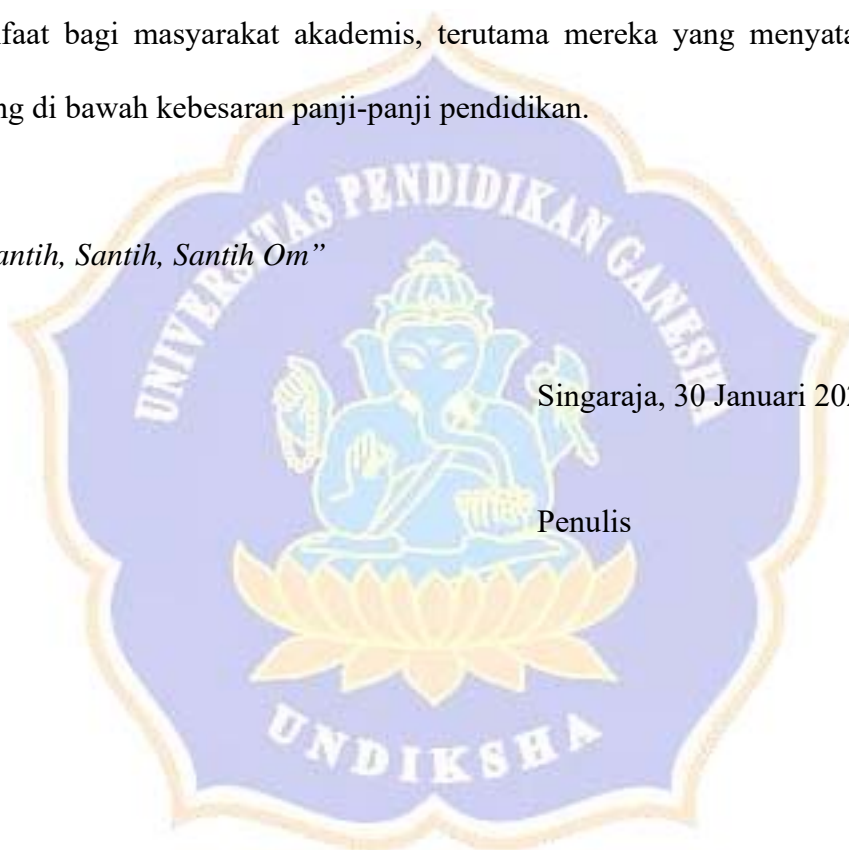 faat bagi masyarakat akademis, terutama mereka yang menyata
ng di bawah kebesaran panji-panji pendidikan.
UNIVERSITAS PENDIDIKAN GANESHA
antih, Santih, Santih Om”
Singaraja, 30 Januari 202
Penulis
UNDIKSHA